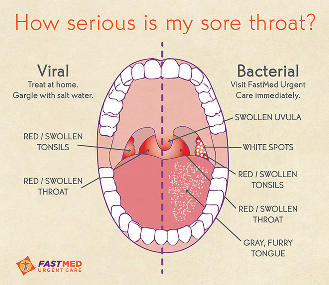 How serious is my sore throat?
Viral
Treat at home.
Gargle with salt water.
RED / SWOLLEN
TONSILS
RED / SWOLLEN
THROAT
Bacterial
Visit FastMed Urgent
Care immediately.
SWOLLEN UVULA
WHITE SPOTS
RED / SWOLLEN
TONSILS
RED / SWOLLEN
THROAT
GRAY, FURRY
TONGUE
FASTMED
URGENT CARE